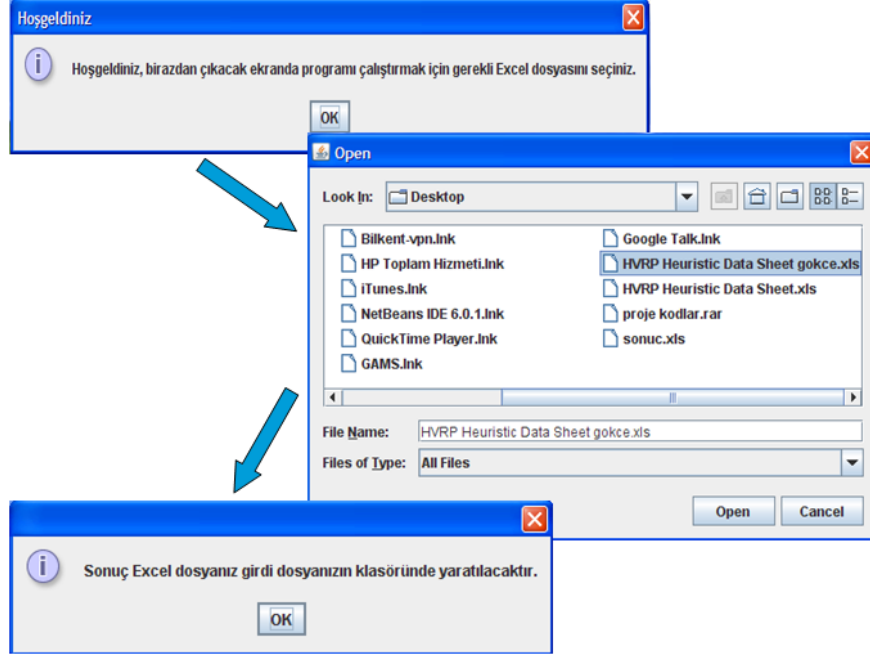 Hoşgeldiniz
Hoşgeldiniz, birazdan çıkacak ekranda programı çalıştırmak için gerekli Excel dosyasını seçiniz.
OK
Open
Look In: Desktop
Bilkent-vpn.lnk
HP Toplam Hizmeti.lnk
iTunes.lnk
NetBeans IDE 6.0.1.lnk
QuickTime Player.lnk
GAMS.lnk
Google Talk.lnk
HVRP Heuristic Data Sheet gokce.xls
HVRP Heuristic Data Sheet.xls
proje kodlar.rar
sonuc.xls
File Name: HVRP Heuristic Data Sheet gokce.xls
Files of Type: All Files
Open Cancel
Sonuç Excel dosyanız girdi dosyanızın klasöründe yaratılacaktır.
OK